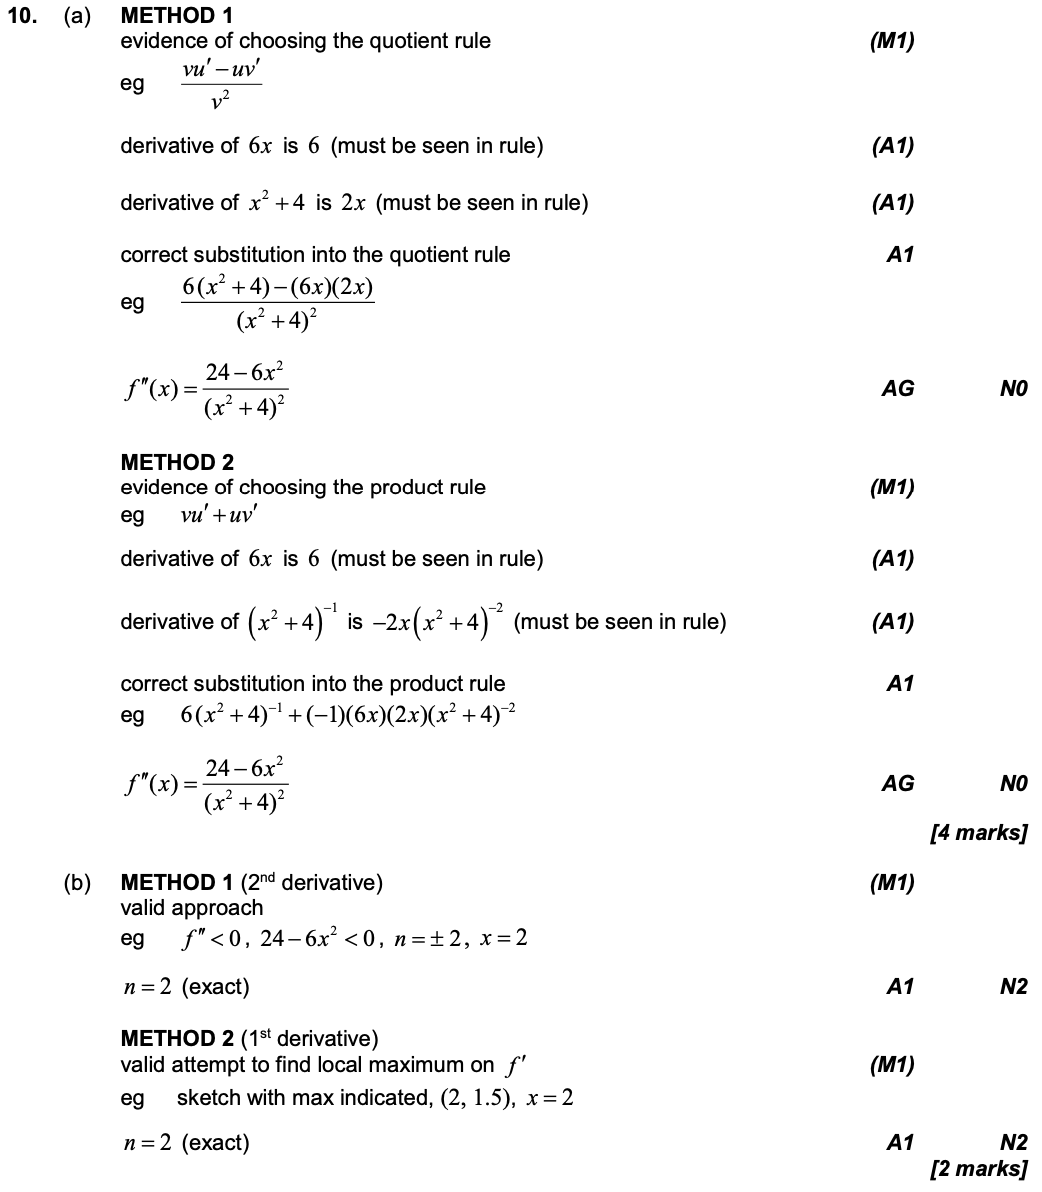 10. (a) METHOD 1
evidence of choosing the quotient rule (M1)
eg \frac{vu' − uv'}{v^2}
derivative of 6x is 6 (must be seen in rule) (A1)
derivative of x^2 + 4 is 2x (must be seen in rule) (A1)
correct substitution into the quotient rule A1
eg \frac{6(x^2 + 4) − (6x)(2x)}{(x^2 + 4)^2}
f''(x) = \frac{24 − 6x^2}{(x^2 + 4)^2} AG N0
METHOD 2
evidence of choosing the product rule (M1)
eg vu' + uv'
derivative of 6x is 6 (must be seen in rule) (A1)
derivative of (x^2 + 4)^{−1} is −2x(x^2 + 4)^{−2} (must be seen in rule) (A1)
correct substitution into the product rule A1
eg 6(x^2 + 4)^{−1} + (−1)(6x)(2x)(x^2 + 4)^{−2}
f''(x) = \frac{24 − 6x^2}{(x^2 + 4)^2} AG N0
[4 marks]
(b) METHOD 1 (2nd derivative) (M1)
valid approach
eg f'' < 0, 24 − 6x^2 < 0, n = ±2, x = 2
n = 2 (exact) A1 N2
METHOD 2 (1st derivative)
valid attempt to find local maximum on f' (M1)
eg sketch with max indicated, (2, 1.5), x = 2
n = 2 (exact) A1 N2
[2 marks]